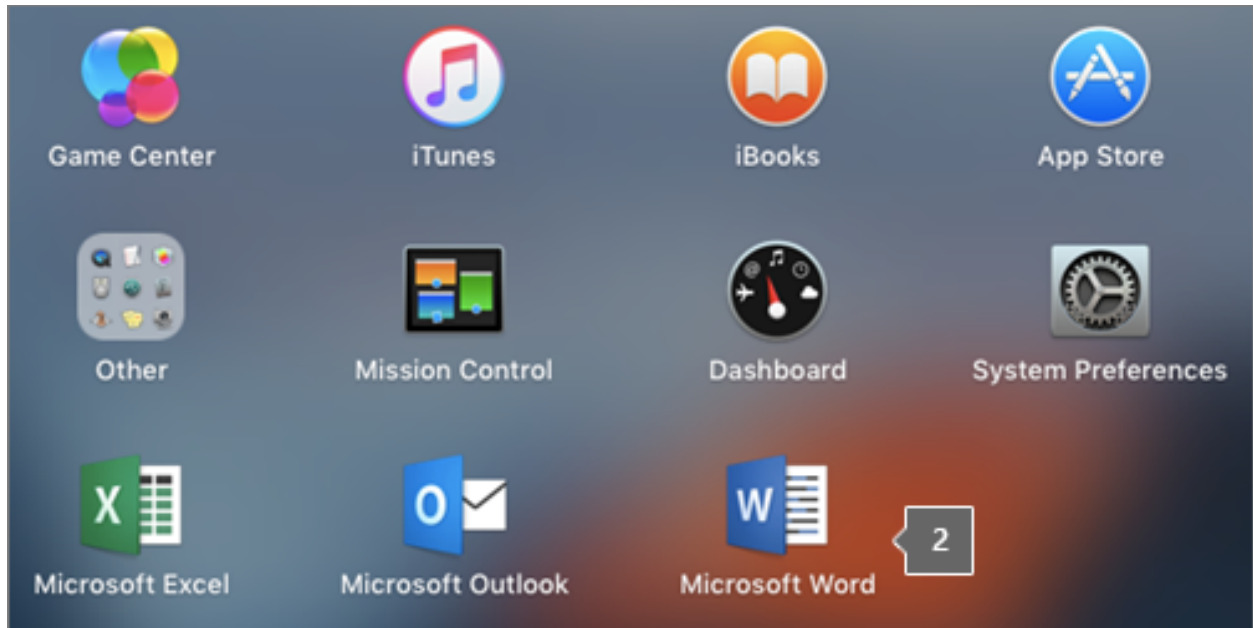 Game Center
iTunes
iBooks
App Store
Other
Mission Control
Dashboard
System Preferences
X
O
W
2
Microsoft Excel
Microsoft Outlook
Microsoft Word